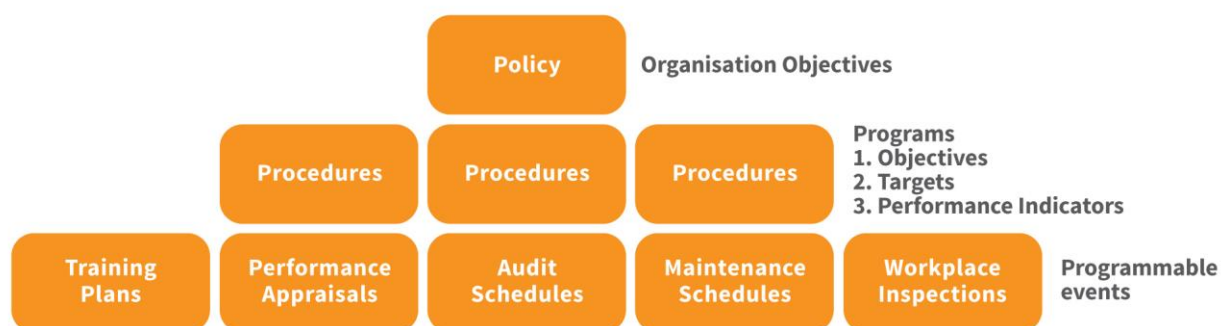 Policy
Organisation Objectives
Procedures
Procedures
Procedures
Programs
1. Objectives
2. Targets
3. Performance Indicators
Training
Plans
Performance
Appraisals
Audit
Schedules
Maintenance
Schedules
Workplace
Inspections
Programmable
events